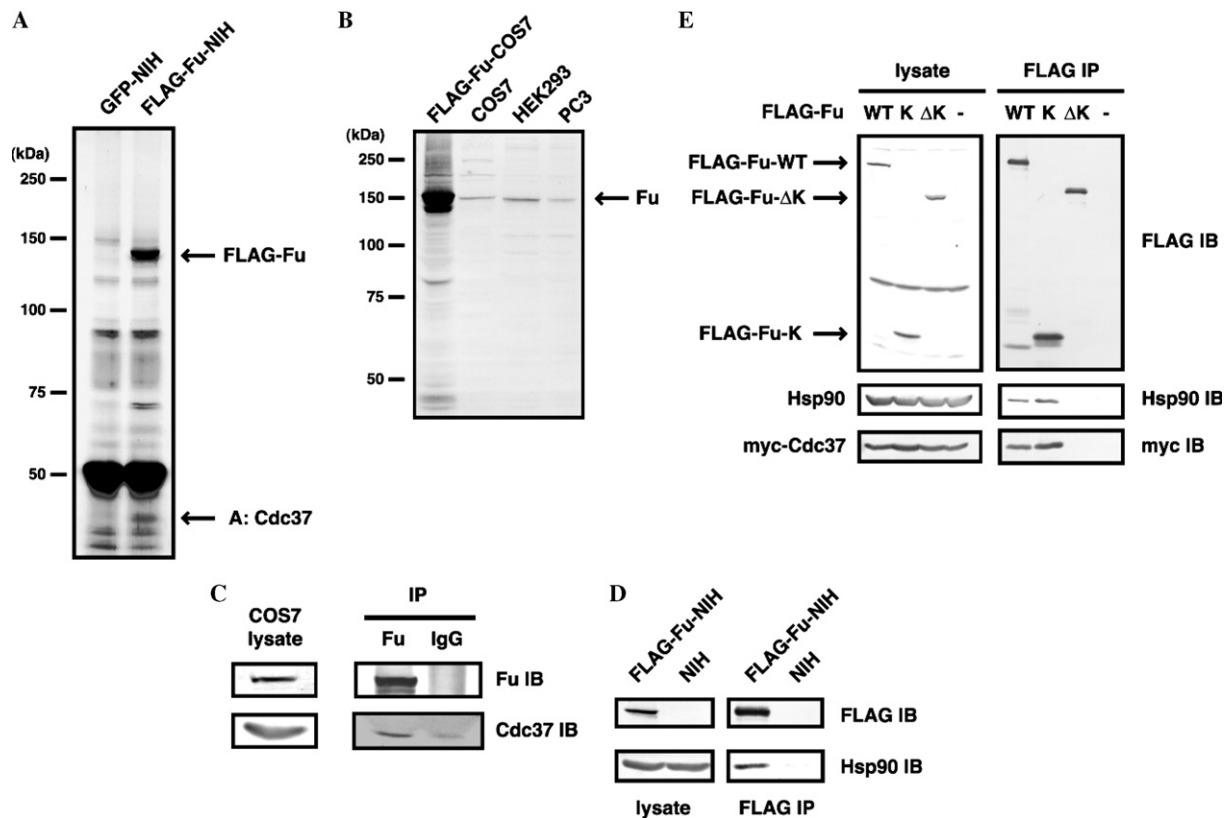 A
GFP-NIH
FLAG-Fu-NIH
(kDa)
250
150
100
75
50
FLAG-Fu
A: Cdc37
B
FLAG-Fu-COS7
COS7
HEK293
PC3
(kDa)
250
150
100
75
50
Fu
E
lysate
FLAG IP
FLAG-Fu
WT K ΔK -
WT K ΔK -
FLAG-Fu-WT
FLAG-Fu-ΔK
FLAG-Fu-K
FLAG IB
Hsp90
Hsp90 IB
myc-Cdc37
myc IB
C
COS7
lysate
IP
Fu IgG
Fu IB
Cdc37 IB
D
FLAG-Fu-NIH
NIH
FLAG-Fu-NIH
NIH
FLAG IB
Hsp90 IB
lysate
FLAG IP